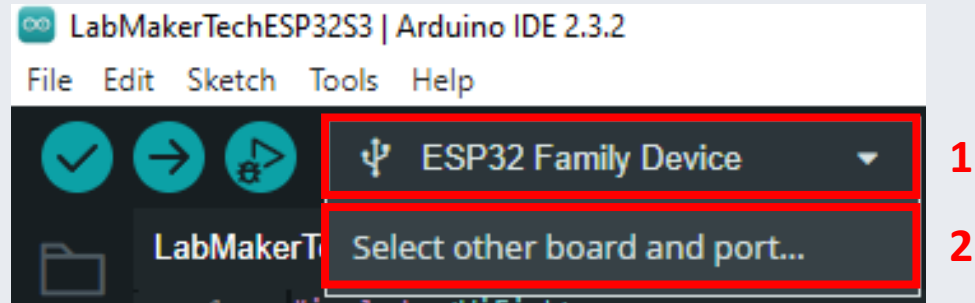 LabMakerTechESP32S3 | Arduino IDE 2.3.2
File Edit Sketch Tools Help
ESP32 Family Device 1
LabMakerT
Select other board and port... 2